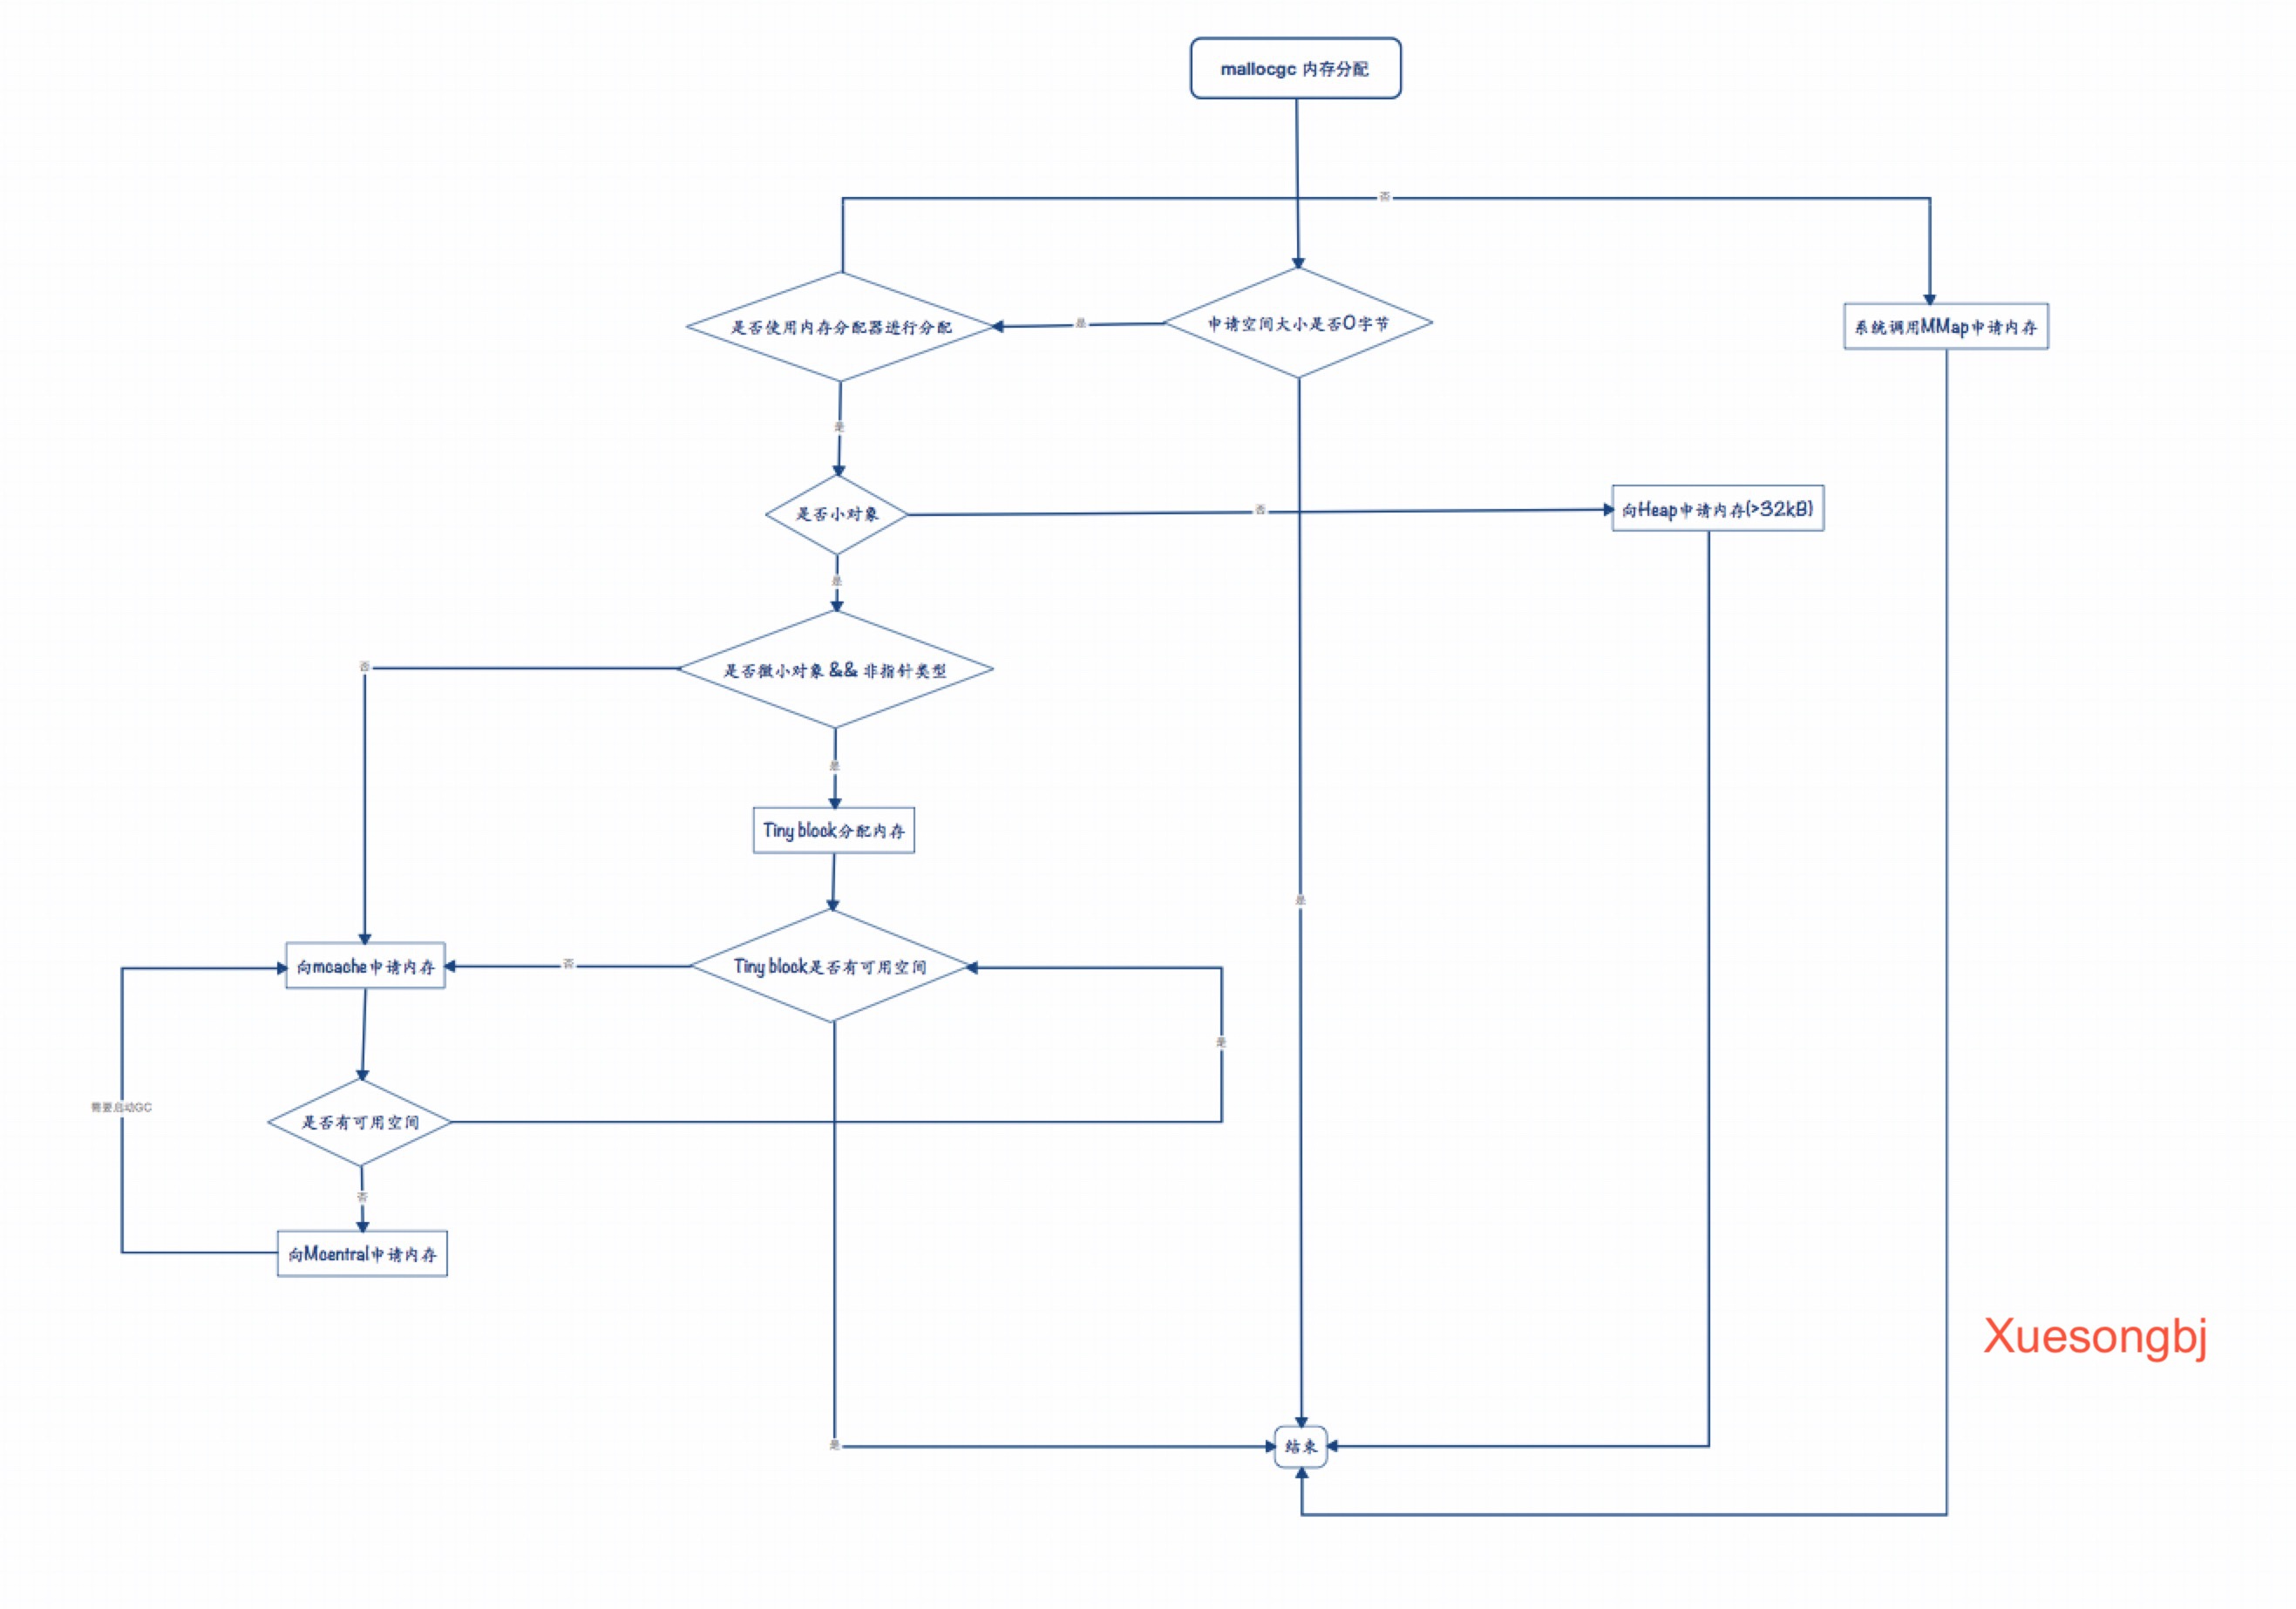 mallocgc 内存分配
否
是否使用内存分配器进行分配
是
申请空间大小是否0字节
系统调用MMap申请内存
是
是否小对象
否
向Heap申请内存(>32kB)
是
否
是否微小对象 && 非指针类型
是
Tiny block分配内存
是
向mcache申请内存
否
Tiny block是否有可用空间
是
需要启动GC
是否有可用空间
否
向Mcentral申请内存
Xuesongbj
是
结束